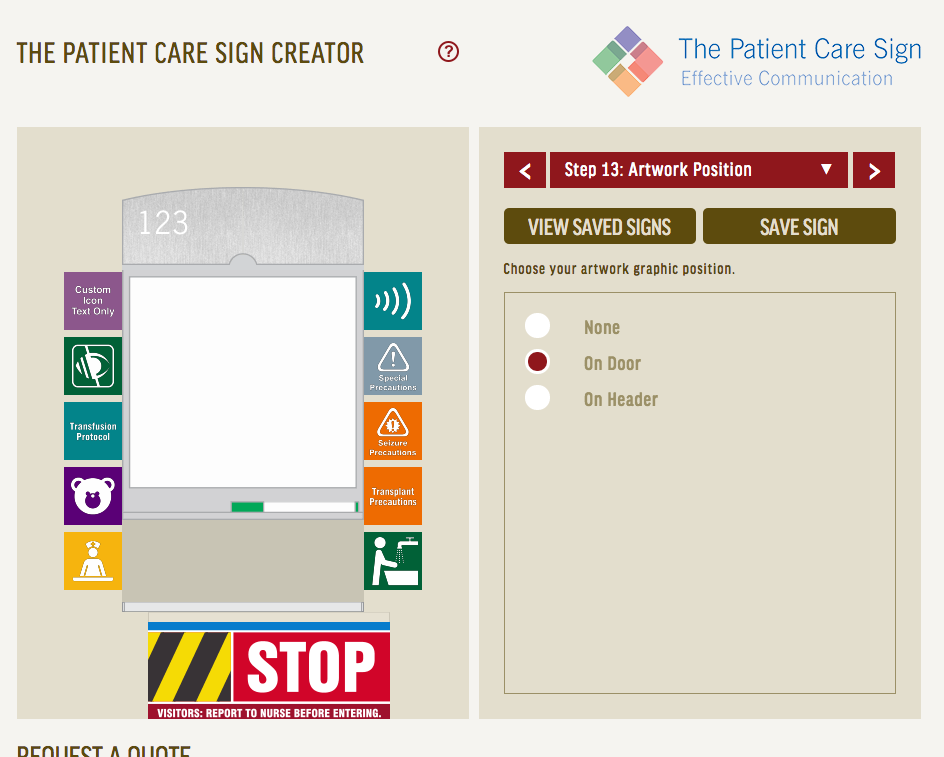 THE PATIENT CARE SIGN CREATOR
?
The Patient Care Sign
Effective Communication
123
Custom
Icon
Text Only
Transfusion
Protocol
!
Special
Precautions
Seizure
Precautions
Transplant
Precautions
STOP
VISITORS: REPORT TO NURSE BEFORE ENTERING.
< Step 13: Artwork Position ▼ >
VIEW SAVED SIGNS SAVE SIGN
Choose your artwork graphic position.
None
On Door
On Header
REQUEST A QUOTE